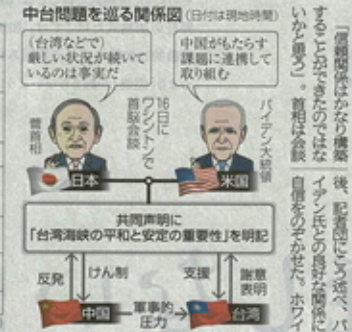 中台問題を巡る関係図(日付は現地時間)
(台湾などで)
厳しい状況が続いて
いるのは事実だ
中国がもたらす
課題に連携して
取り組む
菅首相
16日に
ワシントンで
首脳会談
バイデン大統領
日本
米国
共同声明に
「台湾海峡の平和と安定の重要性」を明記
反発
けん制
支援
謝意
表明
中国
軍事的
圧力
台湾
「信頼関係はかなり構築
することができたのではな
いかと思う」。首相は会談
後、記者団にこう述べ、バ
イデン氏との良好な関係に
自信をのぞかせた。ホワイ